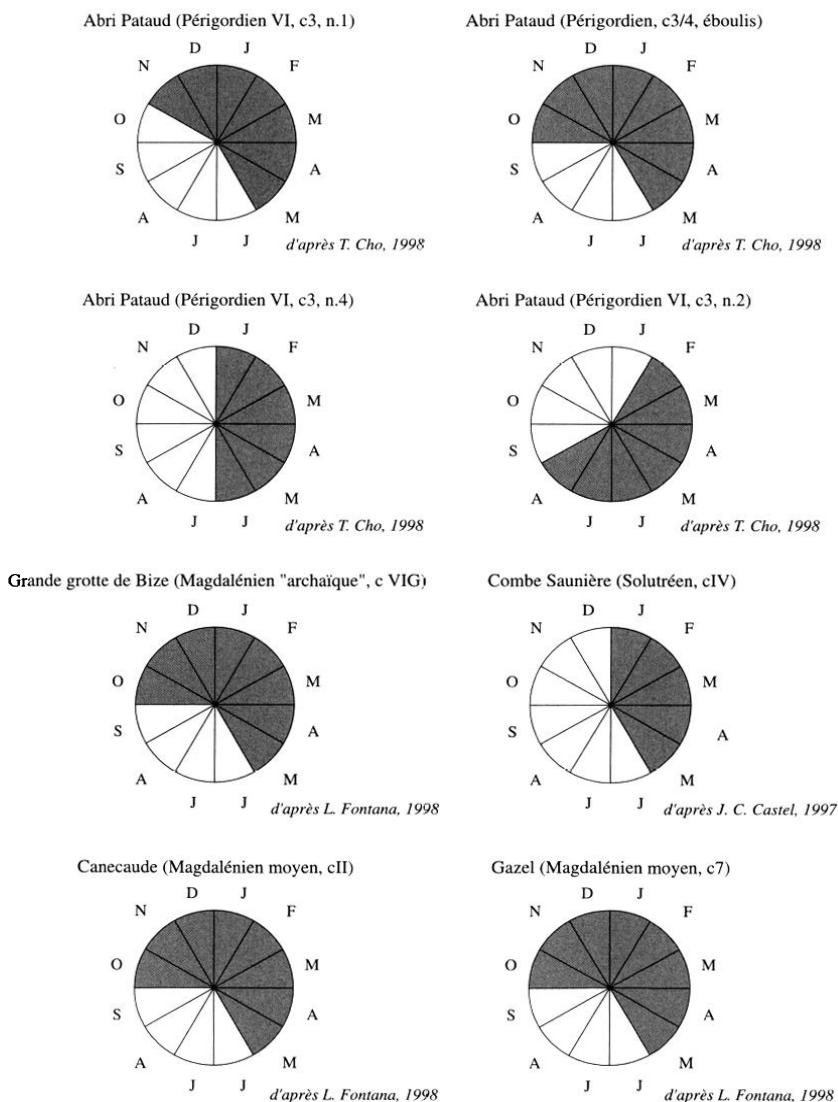 Abri Pataud (Périgordien VI, c3, n.1)
D J
N F
O M
S A
A M
J J
d'après T. Cho, 1998
Abri Pataud (Périgordien, c3/4, éboulis)
D J
N F
O M
S A
A M
J J
d'après T. Cho, 1998
Abri Pataud (Périgordien VI, c3, n.4)
D J
N F
O M
S A
A M
J J
d'après T. Cho, 1998
Abri Pataud (Périgordien VI, c3, n.2)
D J
N F
O M
S A
A M
J J
d'après T. Cho, 1998
Grande grotte de Bize (Magdalénien "archaïque", c VIG)
D J
N F
O M
S A
A M
J J
d'après L. Fontana, 1998
Combe Saunière (Solutréen, cIV)
D J
N F
O M
S A
A M
J J
d'après J. C. Castel, 1997
Canecaude (Magdalénien moyen, cII)
D J
N F
O M
S A
A M
J J
d'après L. Fontana, 1998
Gazel (Magdalénien moyen, c7)
D J
N F
O M
S A
A M
J J
d'après L. Fontana, 1998